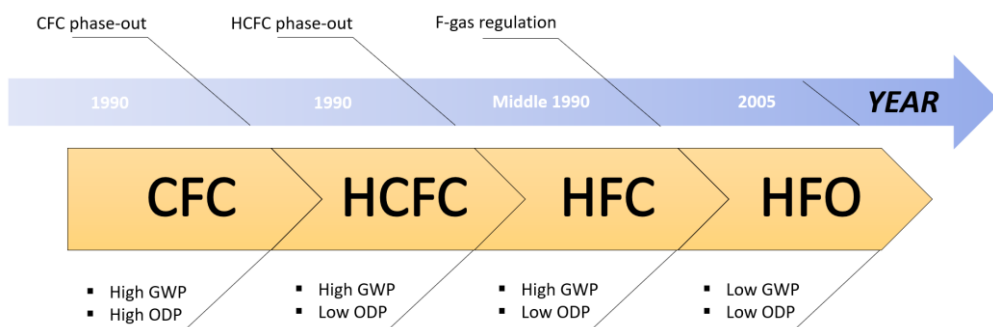 CFC phase-out HCFC phase-out F-gas regulation
1990 1990 Middle 1990 2005 YEAR
CFC HCFC HFC HFO
▪ High GWP ▪ High GWP ▪ High GWP ▪ Low GWP
▪ High ODP ▪ Low ODP ▪ Low ODP ▪ Low ODP